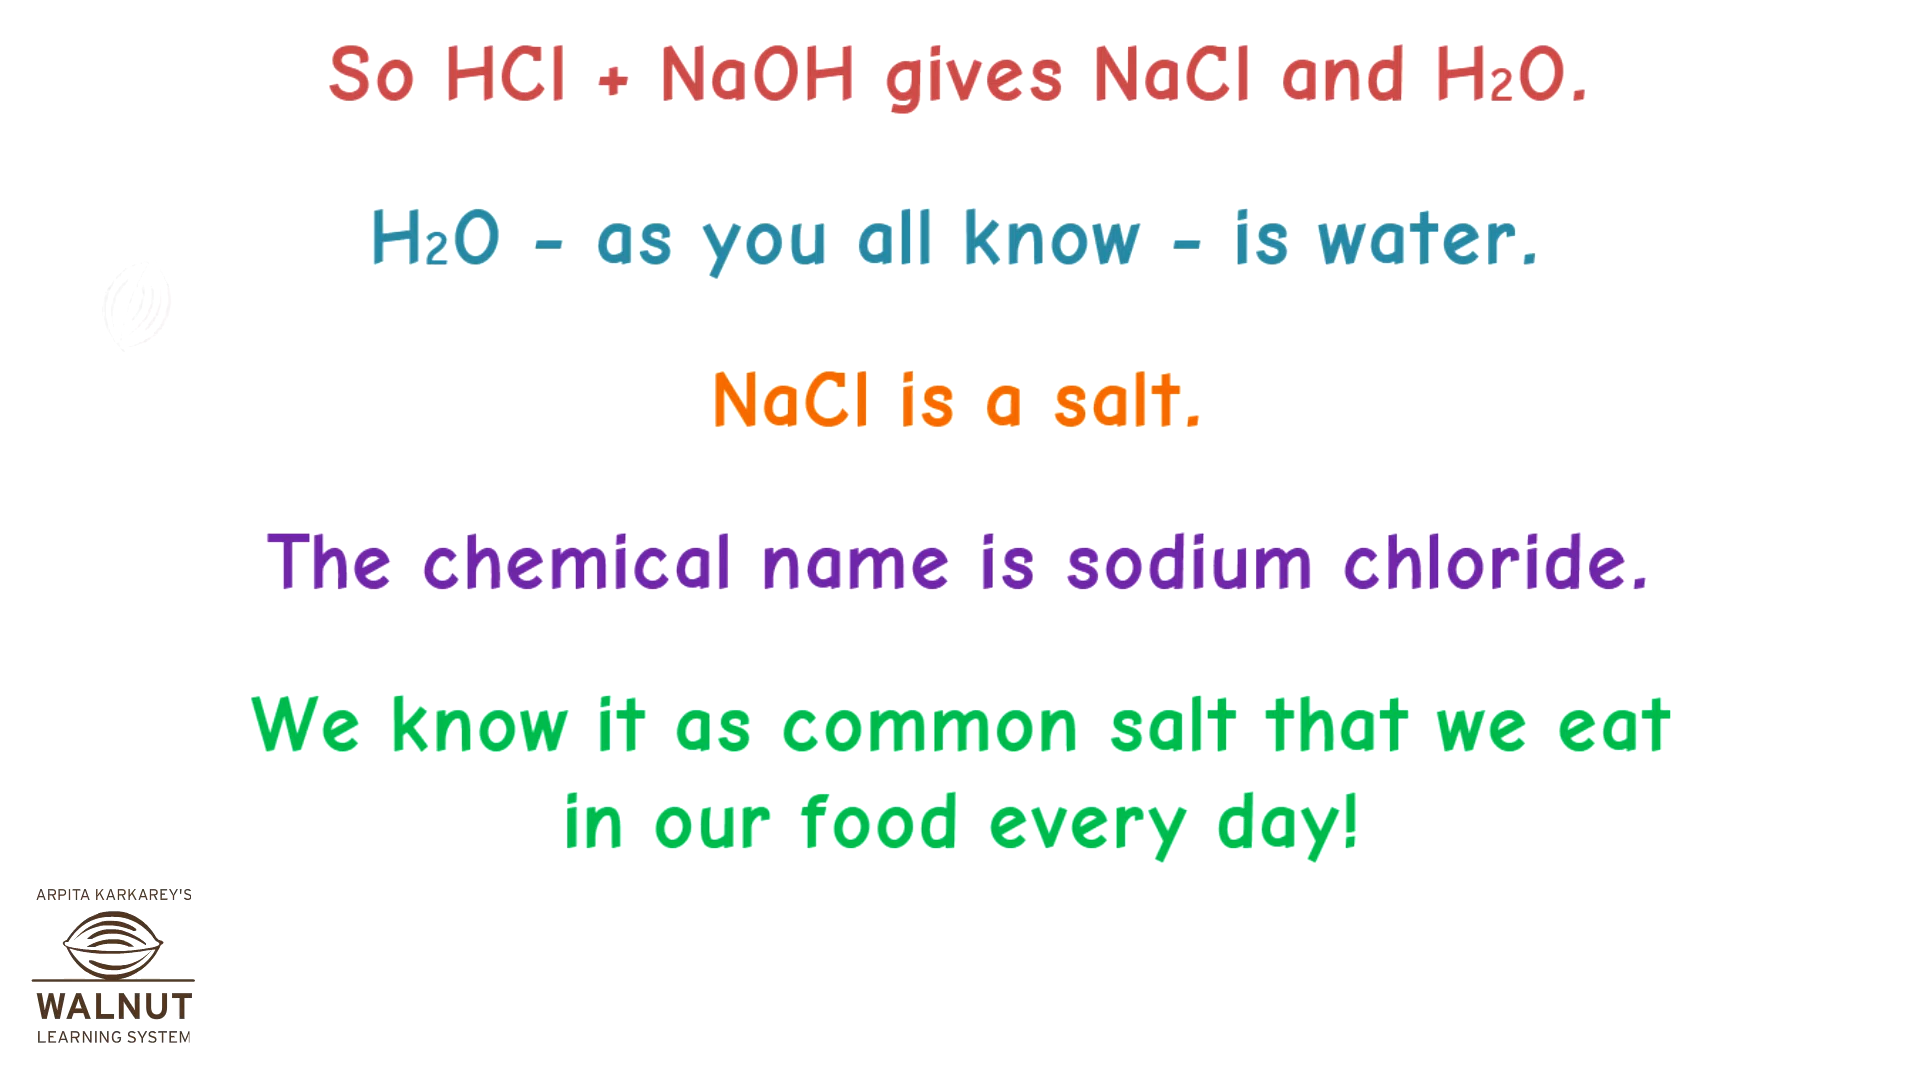 So HCl + NaOH gives NaCl and H₂O.
H₂O - as you all know - is water.
NaCl is a salt.
The chemical name is sodium chloride.
We know it as common salt that we eat
in our food every day!
ARPITA KARKAREY'S
WALNUT
LEARNING SYSTEM